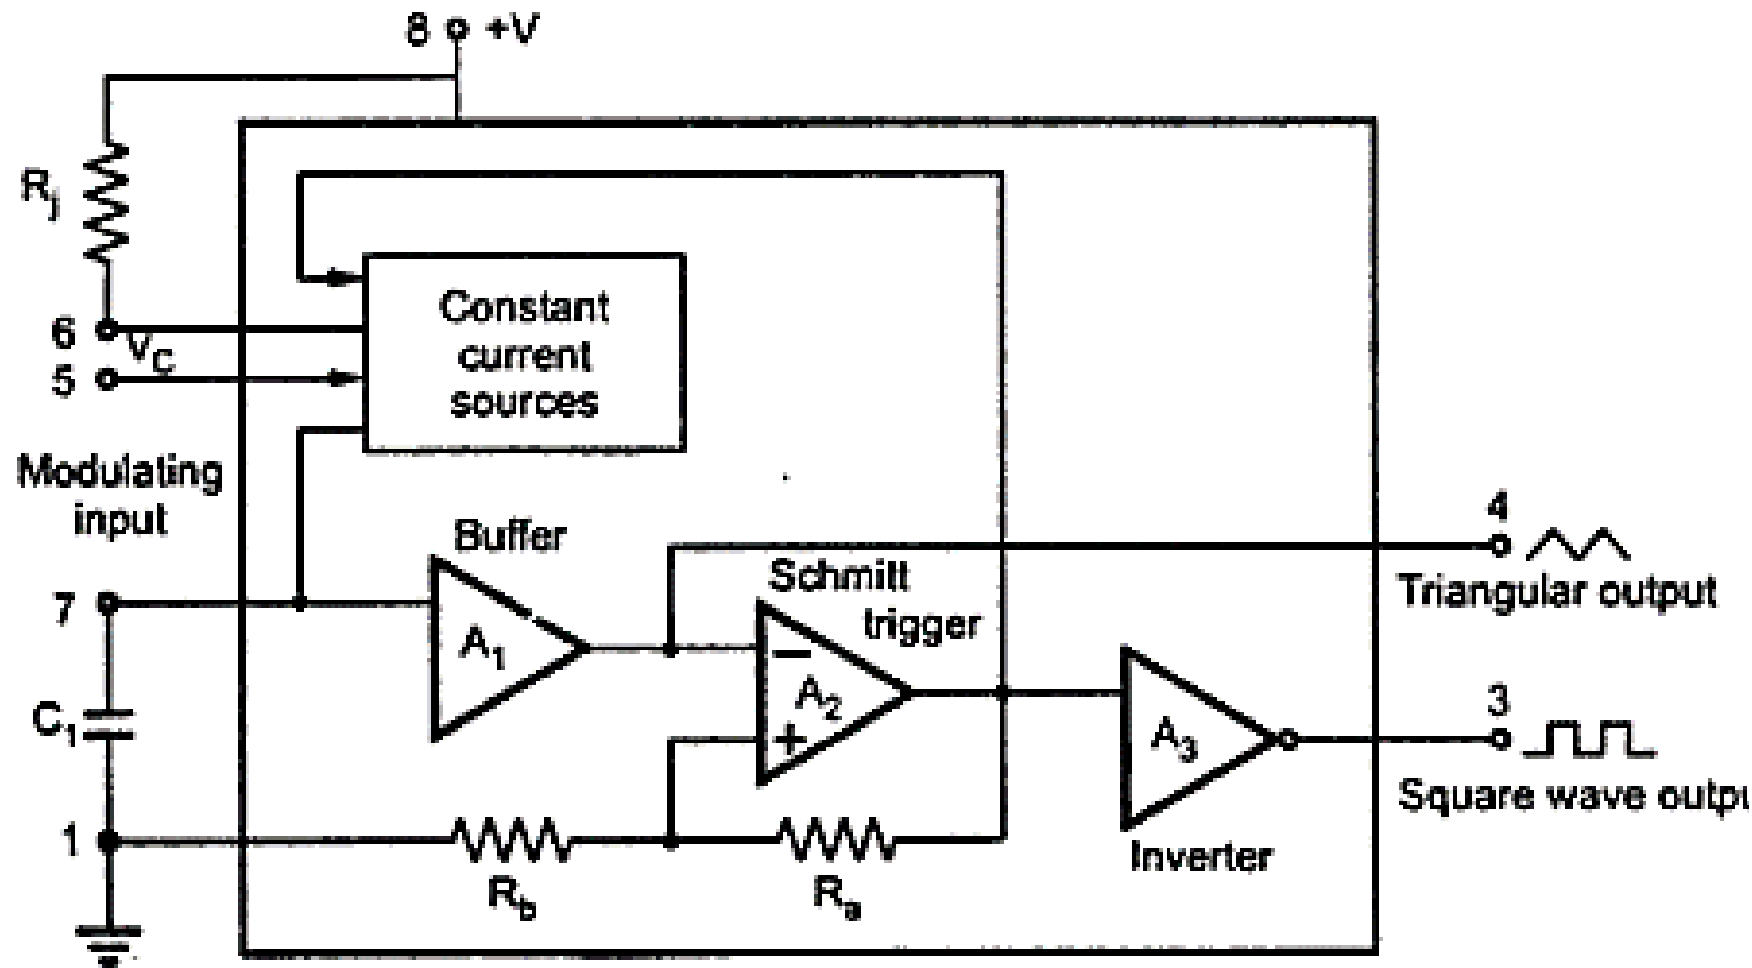 8 +V
Rj
6
VC
5
Constant
current
sources
Modulating
input
Buffer
4
Schmitt
trigger
Triangular output
7
A1
−
A2
+
C1
A3
3
Square wave outpu
1
Rb
Ra
Inverter